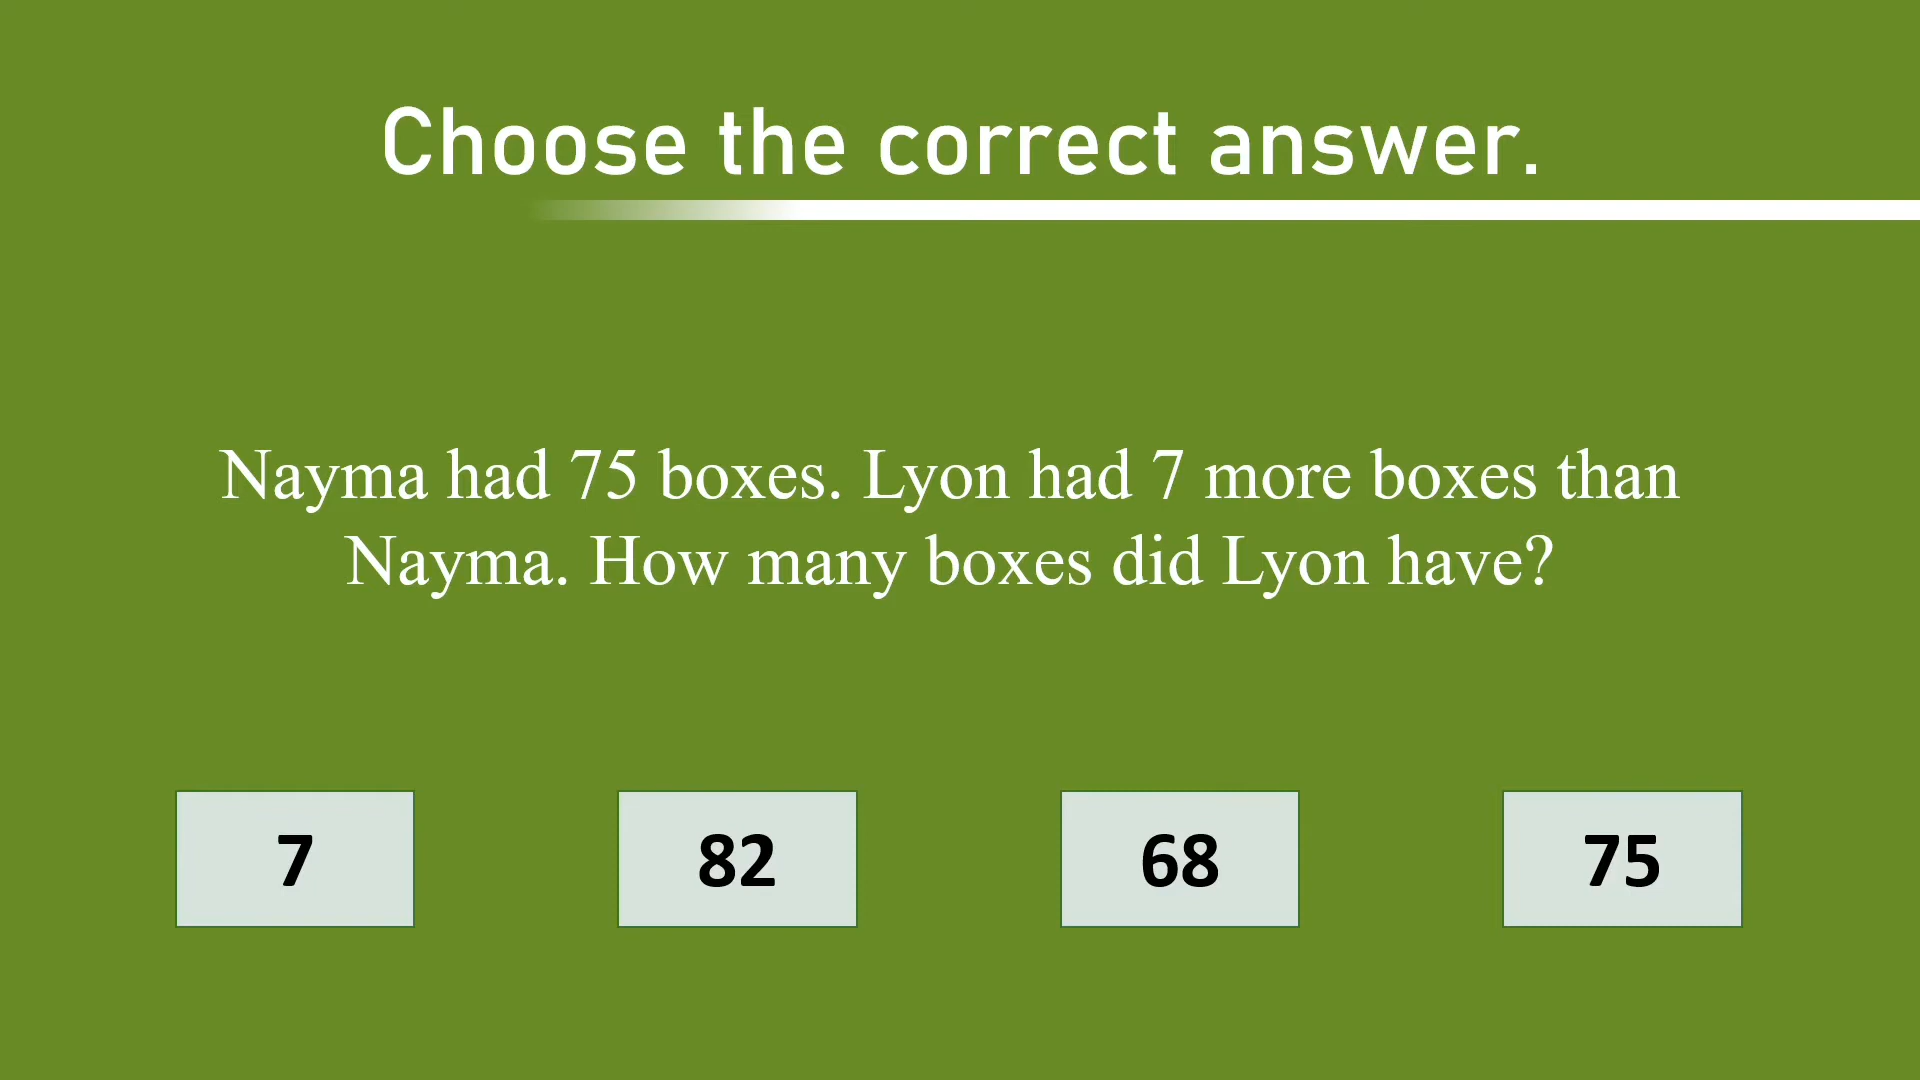 Choose the correct answer.
Nayma had 75 boxes. Lyon had 7 more boxes than
Nayma. How many boxes did Lyon have?
7
82
68
75